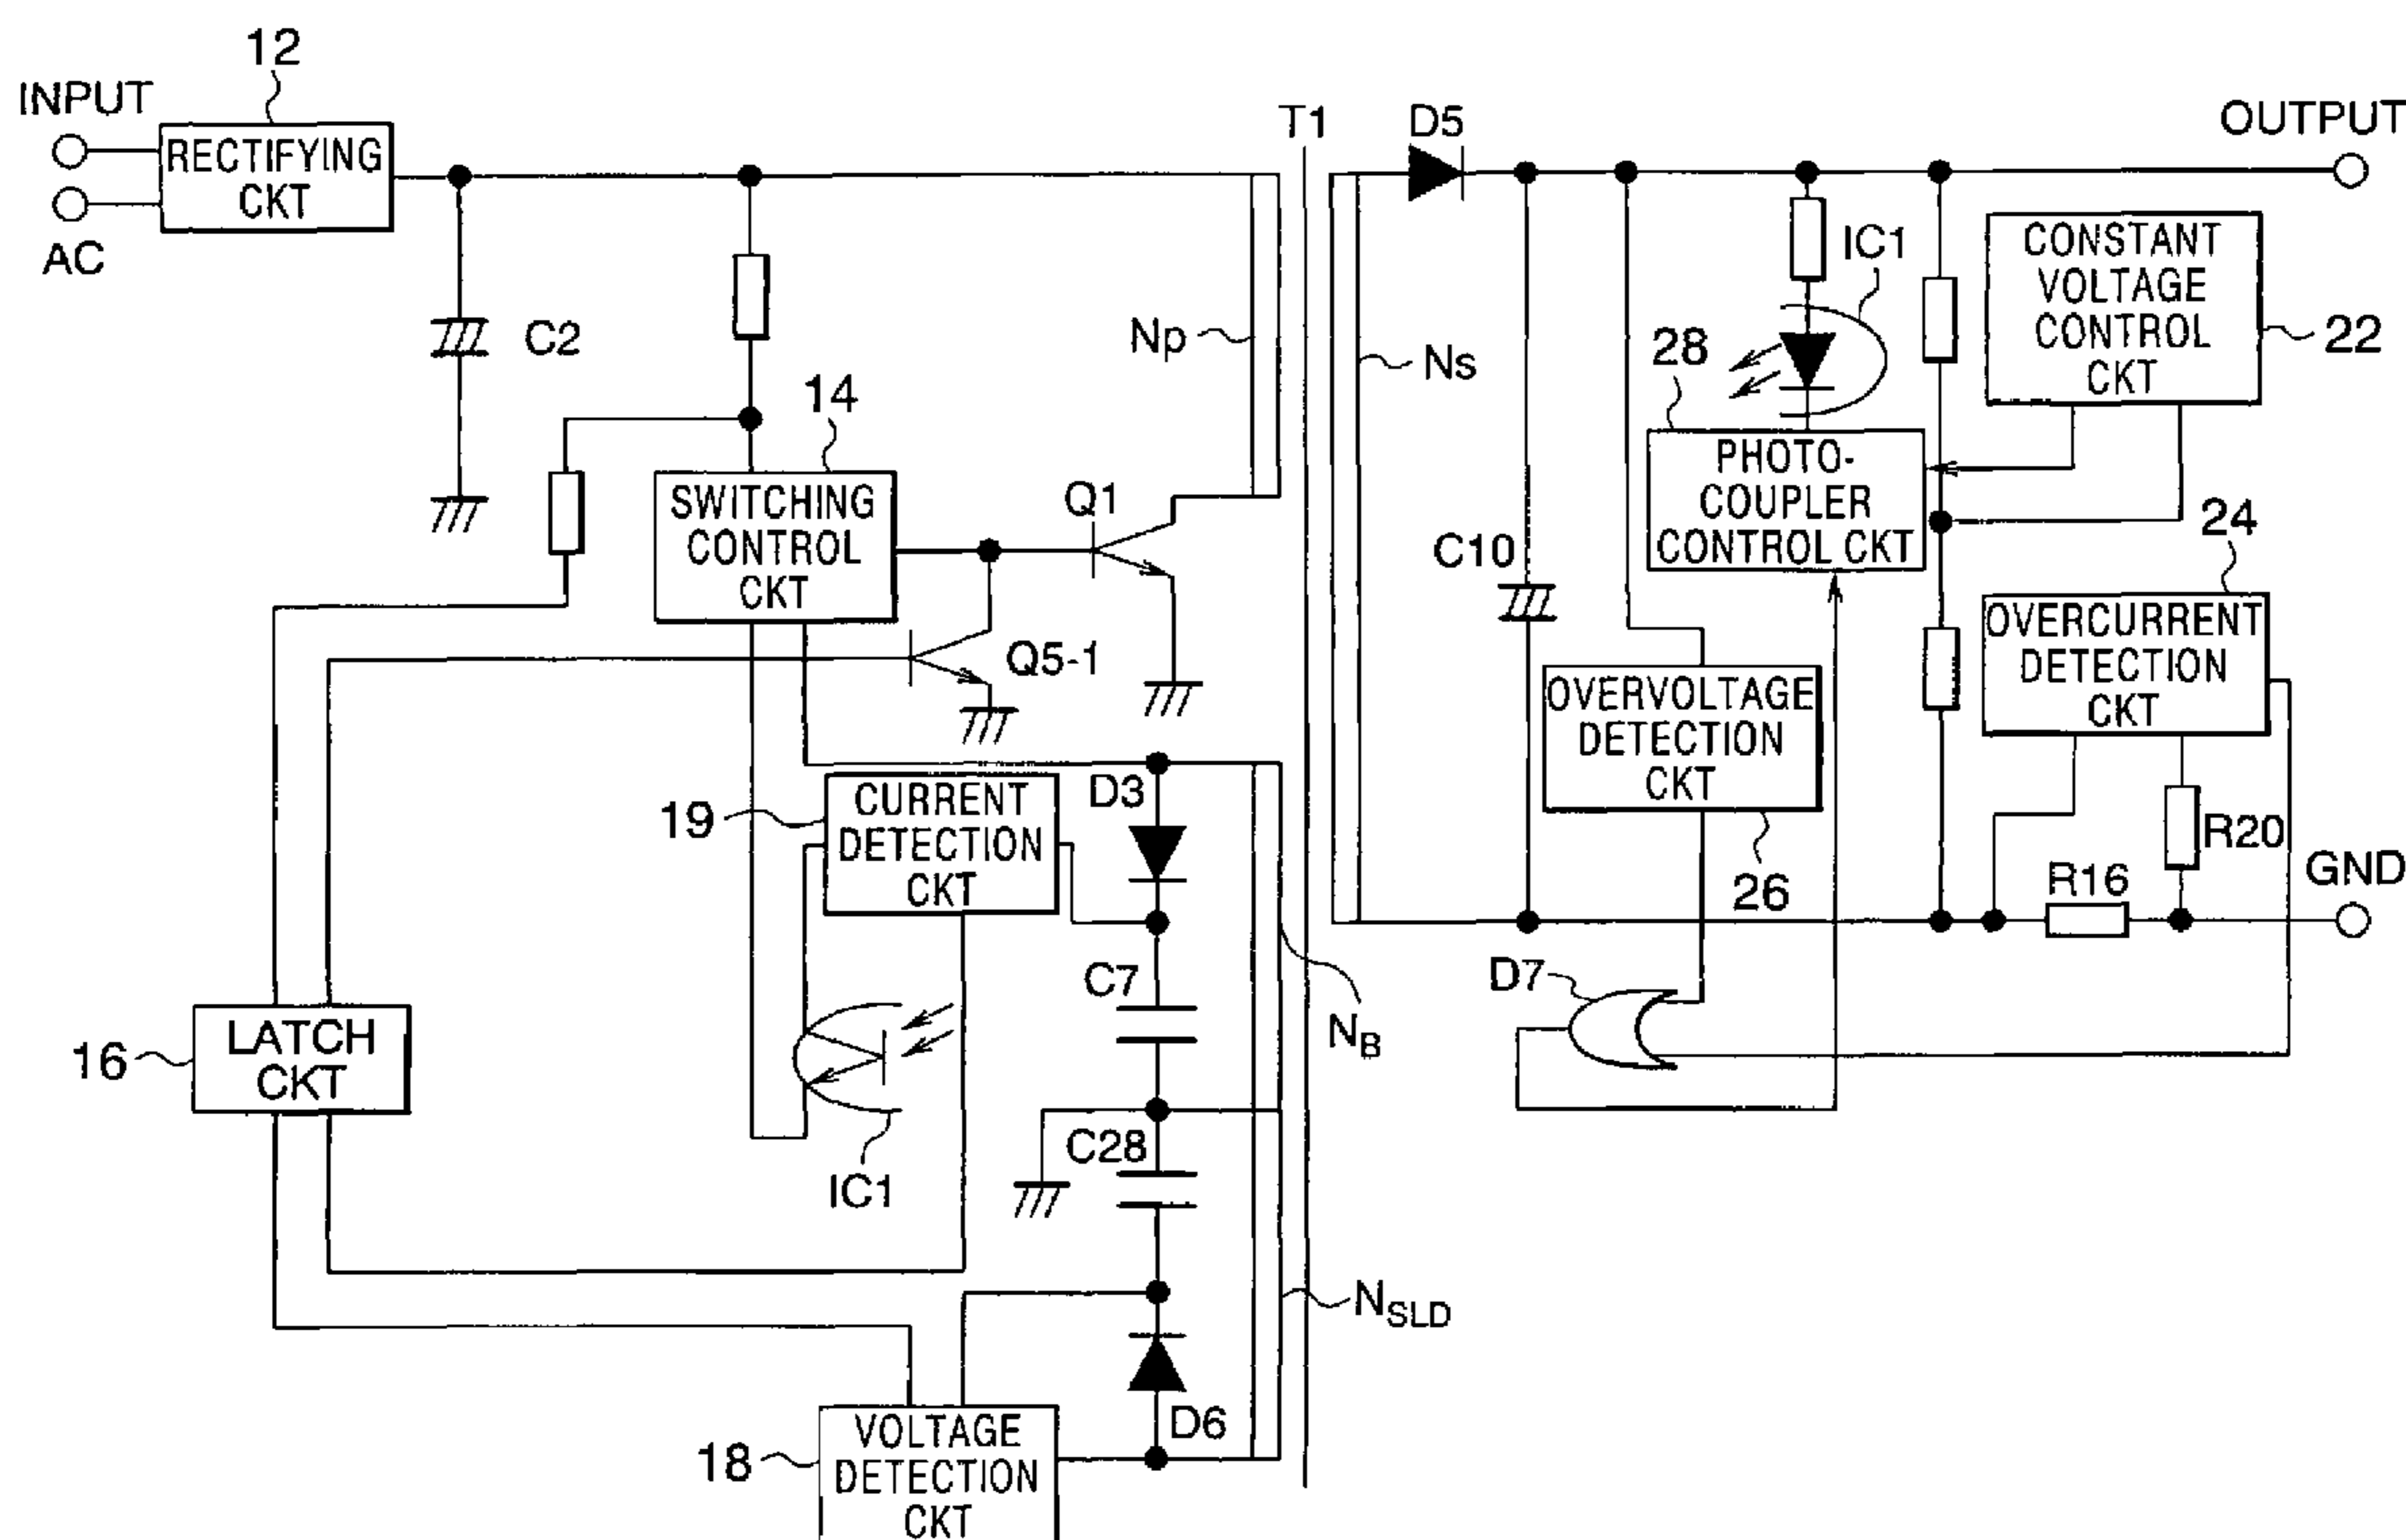 12
INPUT
RECTIFYING
CKT
AC
C2
14
SWITCHING
CONTROL
CKT
Q1
Q5-1
Np
T1
Ns
D5
OUTPUT
IC1
CONSTANT
VOLTAGE
CONTROL
CKT
22
28
PHOTO-
COUPLER
CONTROL CKT
C10
24
OVERCURRENT
DETECTION
CKT
OVERVOLTAGE
DETECTION
CKT
26
R20
R16
GND
D7
19
CURRENT
DETECTION
CKT
D3
C7
NB
16
LATCH
CKT
IC1
C28
NSLD
D6
18
VOLTAGE
DETECTION
CKT